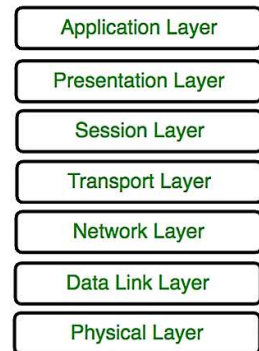 Application Layer
Presentation Layer
Session Layer
Transport Layer
Network Layer
Data Link Layer
Physical Layer